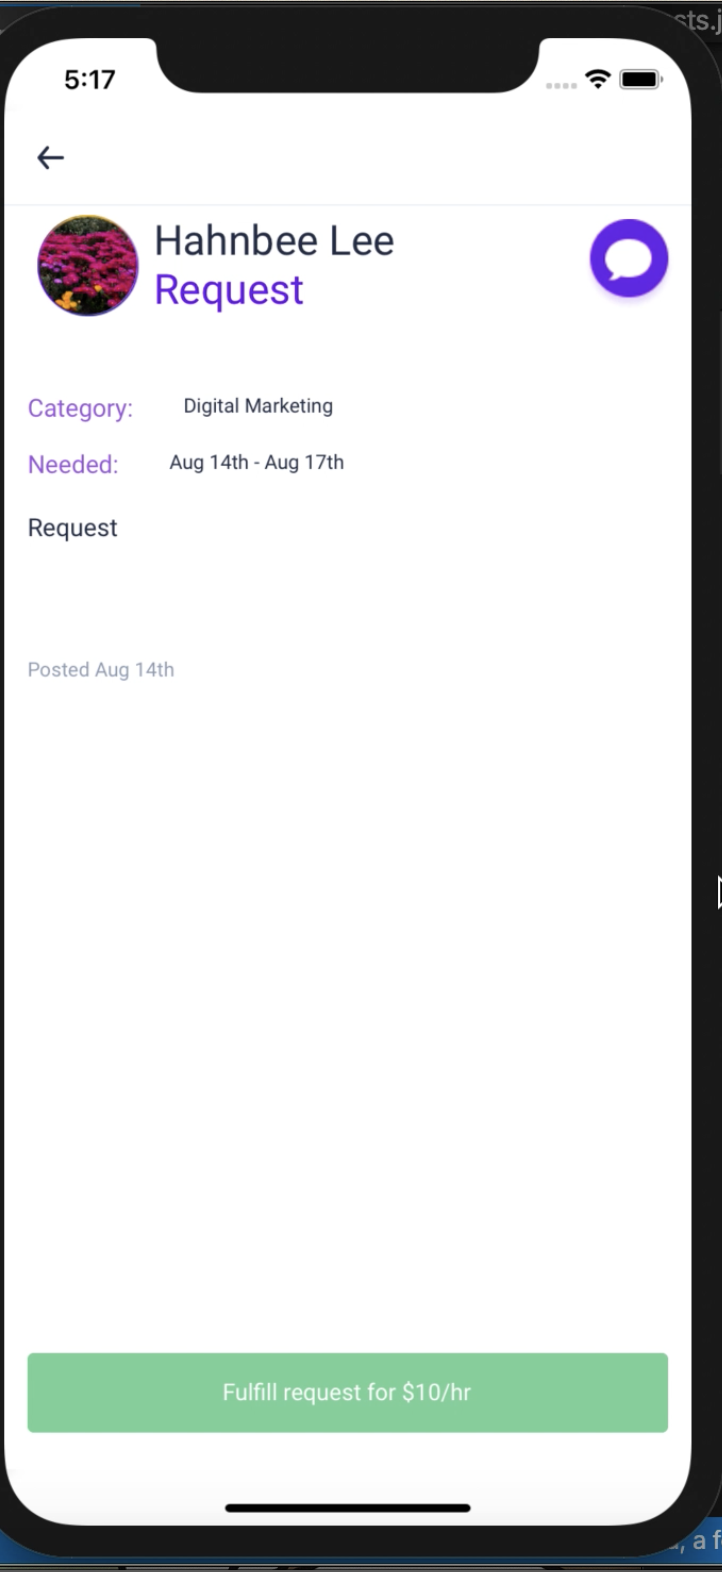 sts.j
5:17
Hahnbee Lee
Request
Category: Digital Marketing
Needed: Aug 14th - Aug 17th
Request
Posted Aug 14th
Fulfill request for $10/hr
, a f